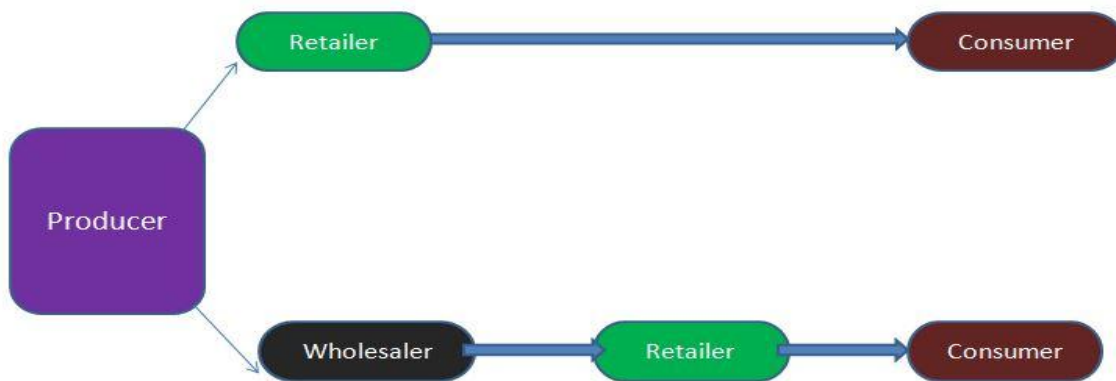 Retailer
Consumer
Producer
Wholesaler
Retailer
Consumer